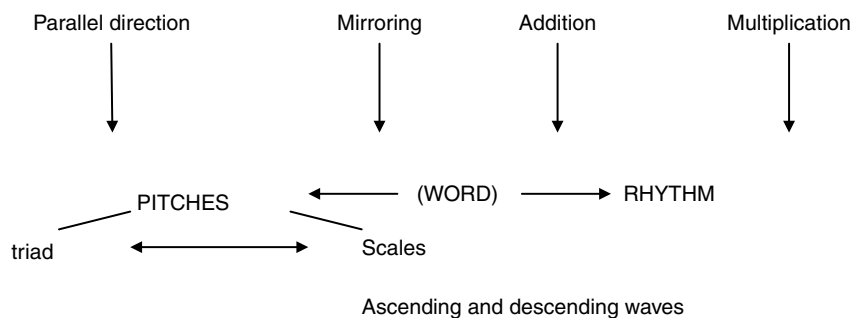 Parallel direction Mirroring Addition Multiplication
(WORD) RHYTHM
PITCHES
triad Scales
Ascending and descending waves